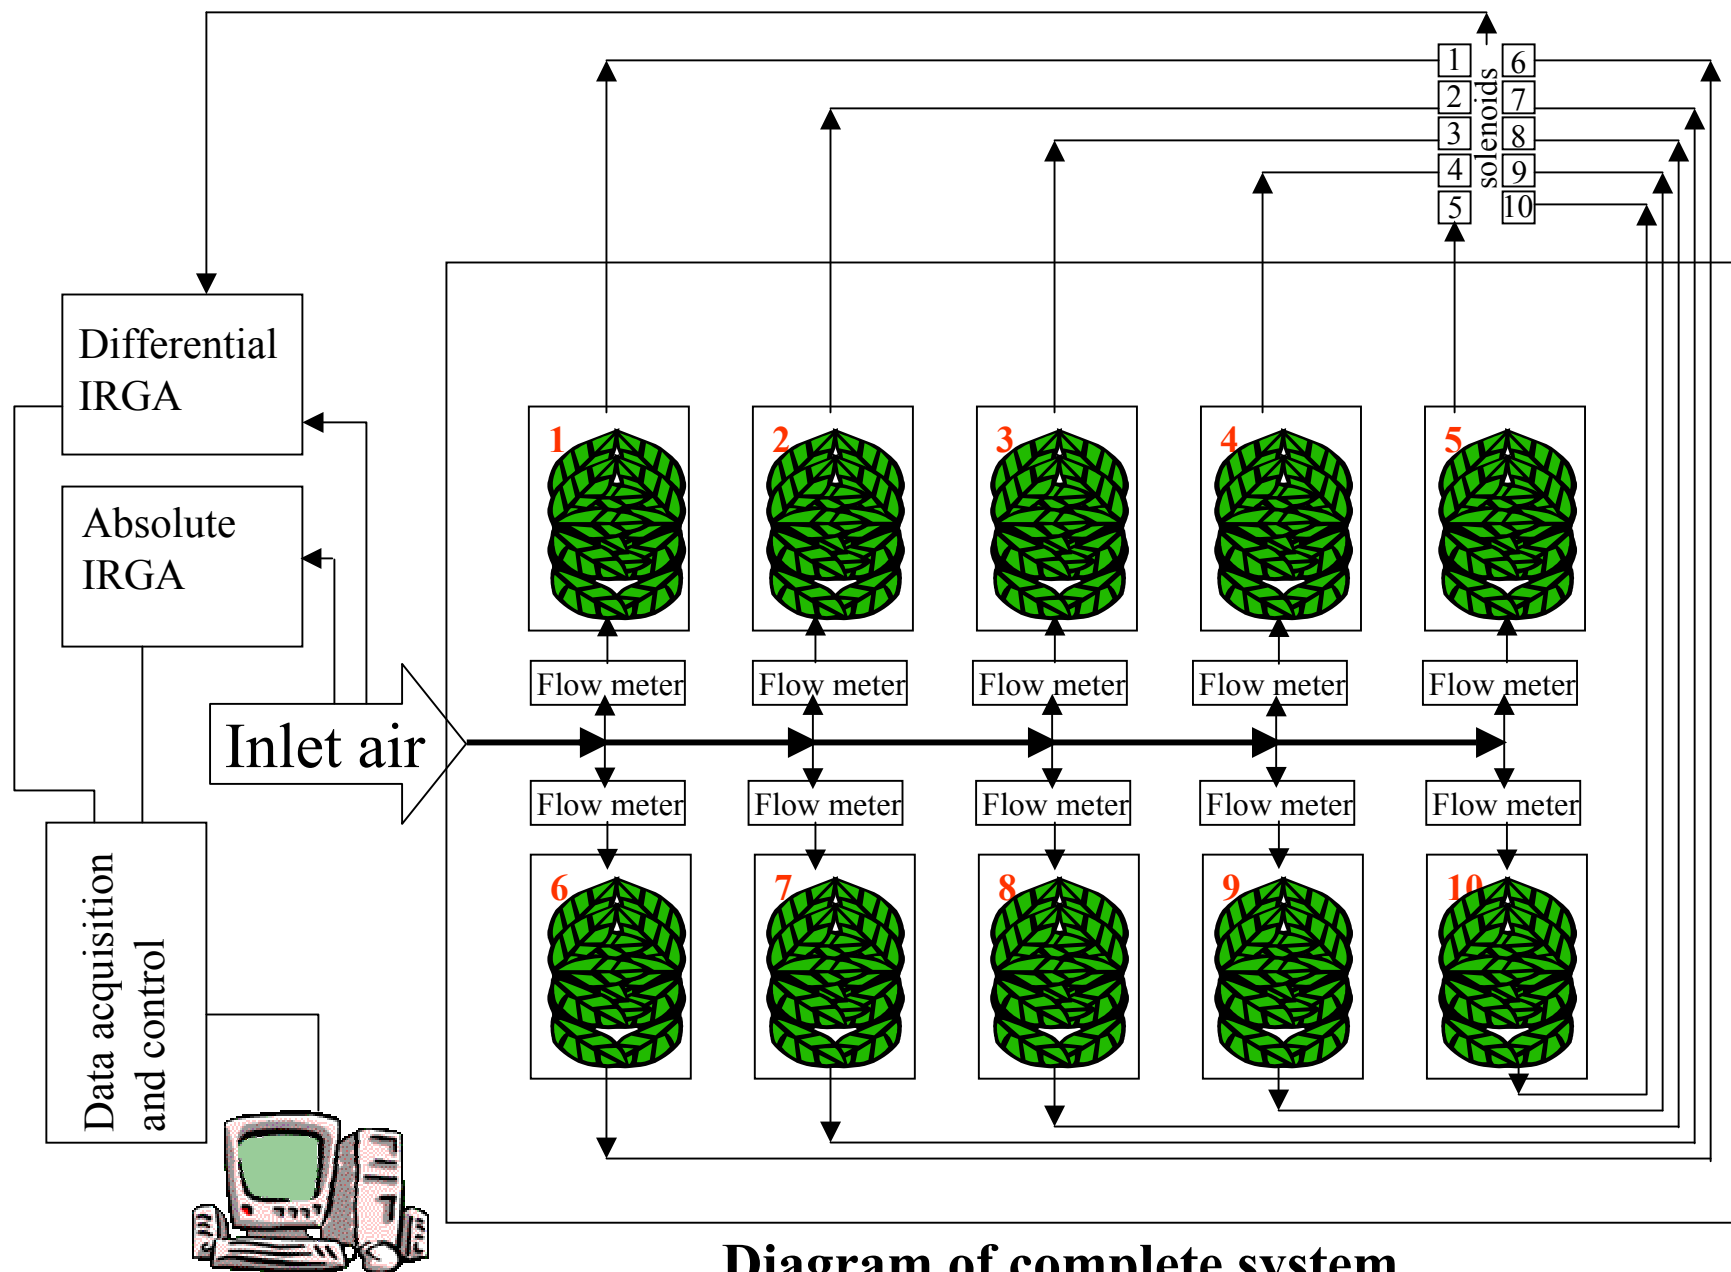 1
6
2
7
3
8
4
9
5
10
solenoids
Differential
IRGA
Absolute
IRGA
1
2
3
4
5
Flow meter
Flow meter
Flow meter
Flow meter
Flow meter
Inlet air
Flow meter
Flow meter
Flow meter
Flow meter
Flow meter
6
7
8
9
10
Data acquisition
and control
Diagram of complete system